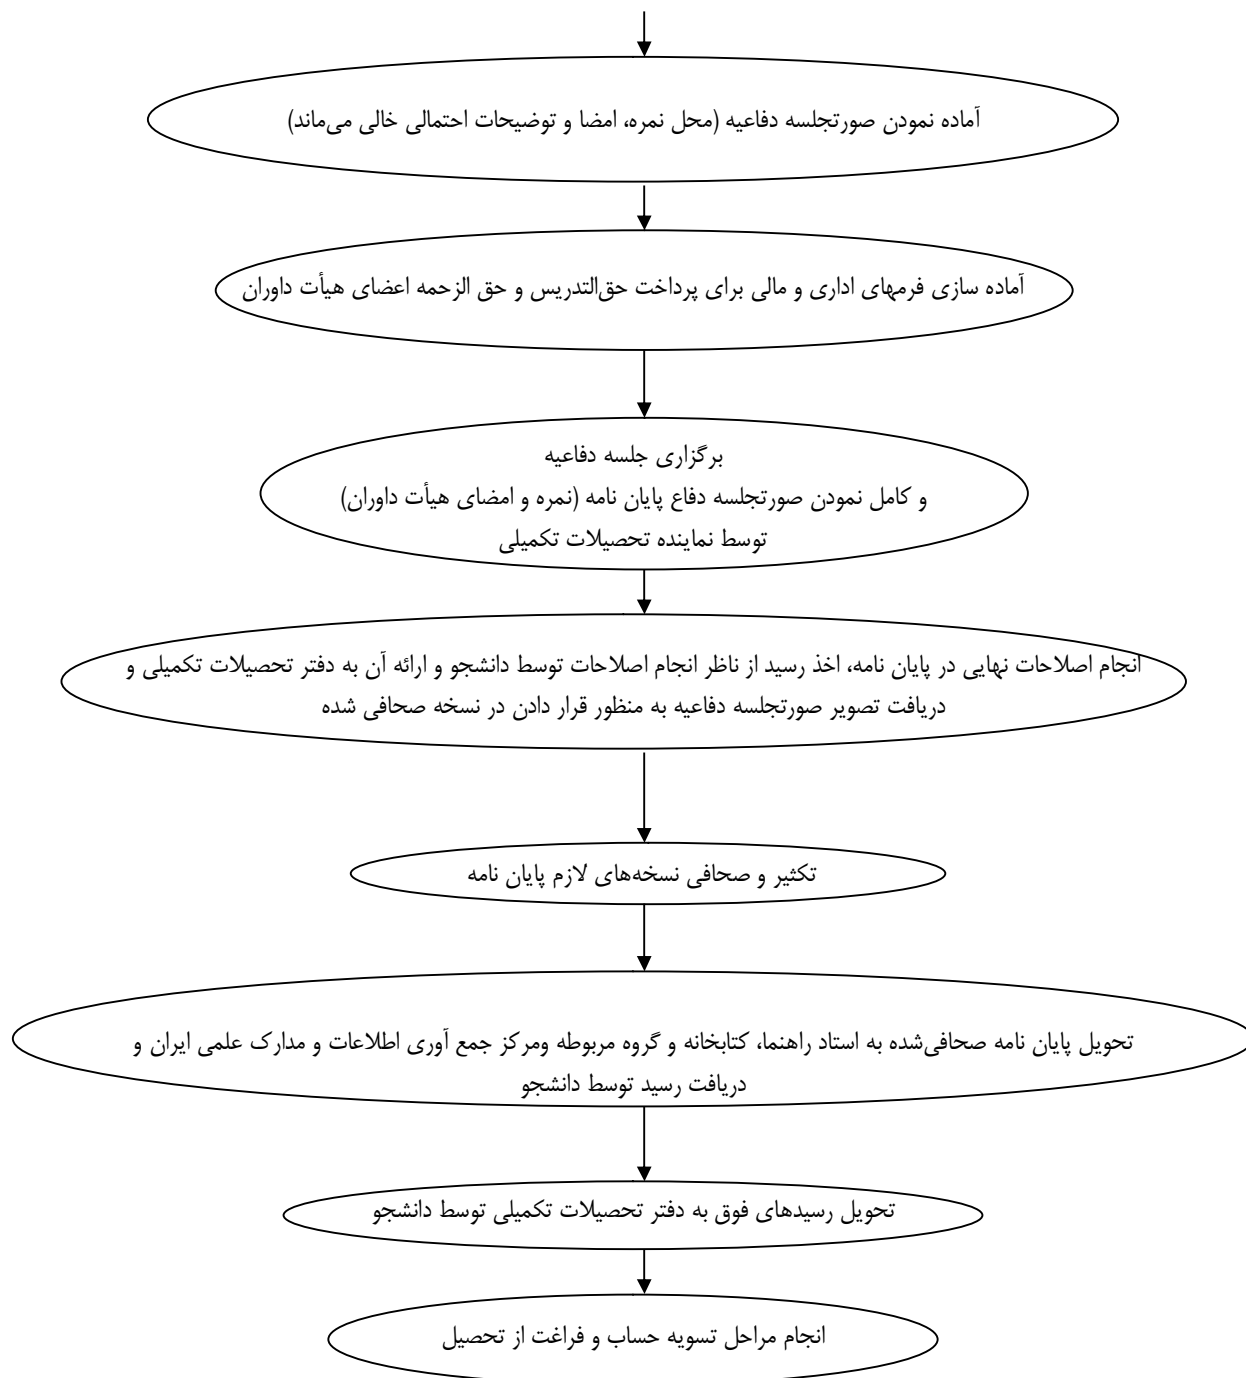 آماده نمودن صورتجلسه دفاعیه (محل نمره، امضا و توضیحات احتمالی خالی می‌ماند)
آماده سازی فرمهای اداری و مالی برای پرداخت حق‌التدریس و حق الزحمه اعضای هیأت داوران
برگزاری جلسه دفاعیه
و کامل نمودن صورتجلسه دفاع پایان نامه (نمره و امضای هیأت داوران)
توسط نماینده تحصیلات تکمیلی
انجام اصلاحات نهایی در پایان نامه، اخذ رسید از ناظر انجام اصلاحات توسط دانشجو و ارائه آن به دفتر تحصیلات تکمیلی و
دریافت تصویر صورتجلسه دفاعیه به منظور قرار دادن در نسخه صحافی شده
تکثیر و صحافی نسخه‌های لازم پایان نامه
تحویل پایان نامه صحافی‌شده به استاد راهنما، کتابخانه و گروه مربوطه ومرکز جمع آوری اطلاعات و مدارک علمی ایران و
دریافت رسید توسط دانشجو
تحویل رسیدهای فوق به دفتر تحصیلات تکمیلی توسط دانشجو
انجام مراحل تسویه حساب و فراغت از تحصیل